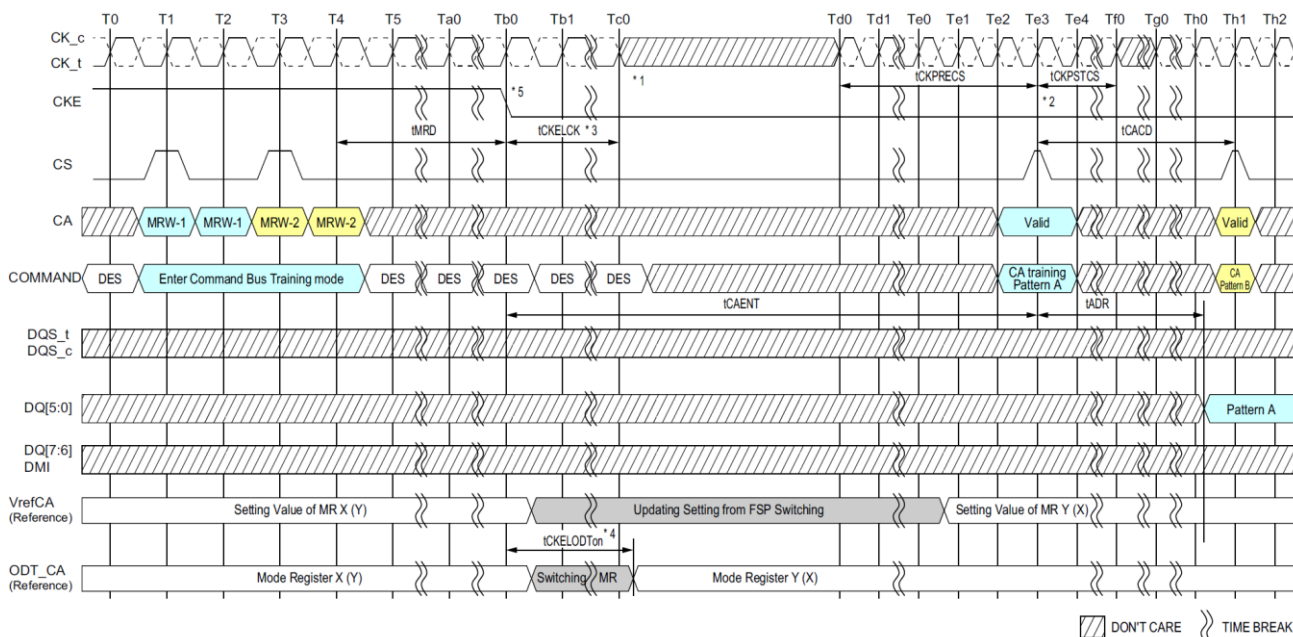 T0 T1 T2 T3 T4 T5 Ta0 Tb0 Tb1 Tc0 Td0 Td1 Te0 Te1 Te2 Te3 Te4 Tf0 Tg0 Th0 Th1 Th2
CK_c
CK_t
* 1
tCKPRECS
tCKPSTCS
CKE
* 5
* 2
tMRD
tCKELCK * 3
tCACD
CS
CA
MRW-1 MRW-1 MRW-2 MRW-2
Valid
Valid
COMMAND
DES
Enter Command Bus Training mode
DES DES DES DES DES
CA training
Pattern A
CA
Pattern B
tCAENT
tADR
DQS_t
DQS_c
DQ[5:0]
Pattern A
DQ[7:6]
DMI
VrefCA
(Reference)
Setting Value of MR X (Y)
Updating Setting from FSP Switching
Setting Value of MR Y (X)
tCKELODTon * 4
ODT_CA
(Reference)
Mode Register X (Y)
Switching MR
Mode Register Y (X)
DON'T CARE
TIME BREAK